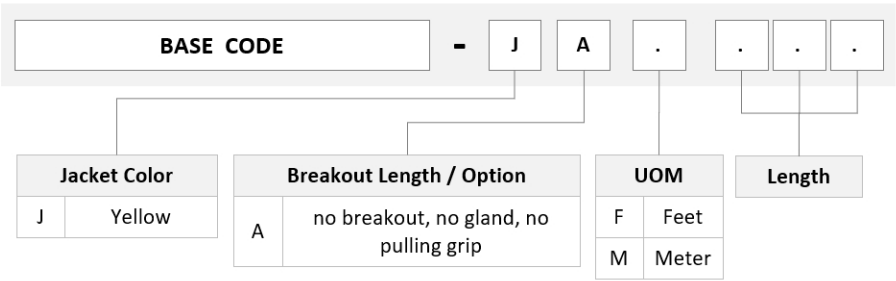 BASE CODE - J A . . . .
Jacket Color
J Yellow
Breakout Length / Option
A no breakout, no gland, no
pulling grip
UOM
F Feet
M Meter
Length